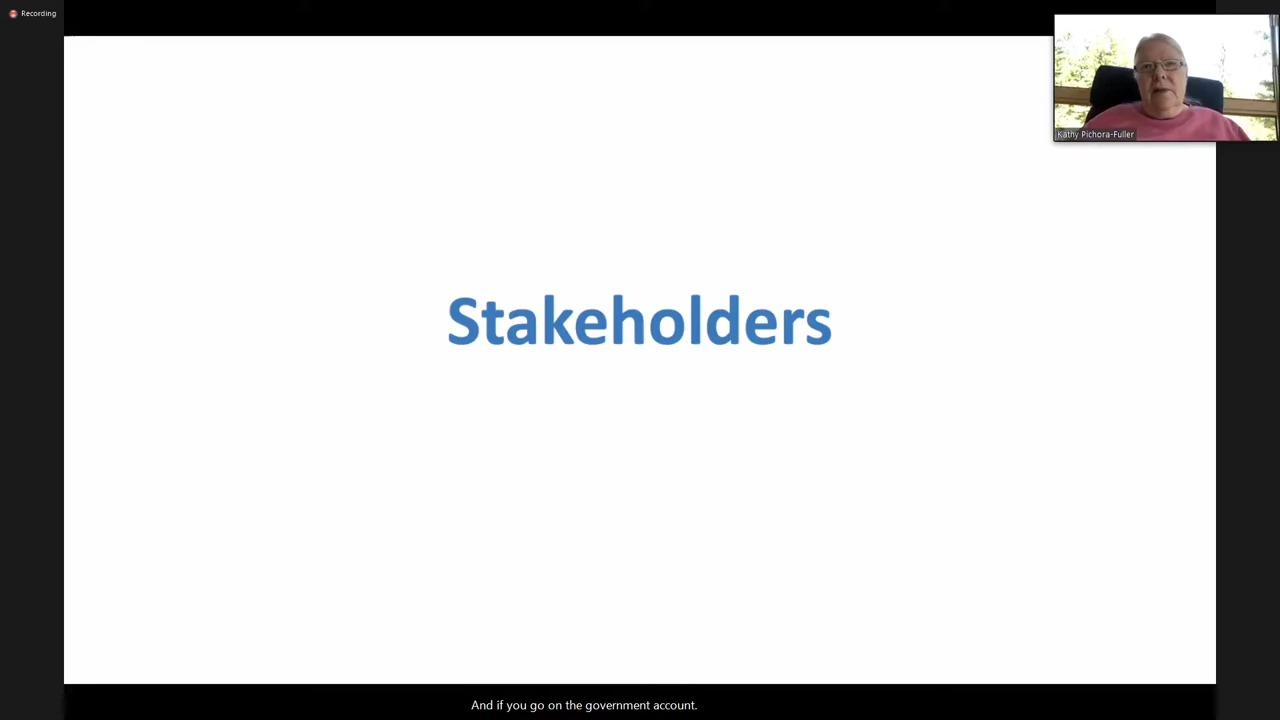 Recording
Kathy Pichora-Fuller
Stakeholders
And if you go on the government account.